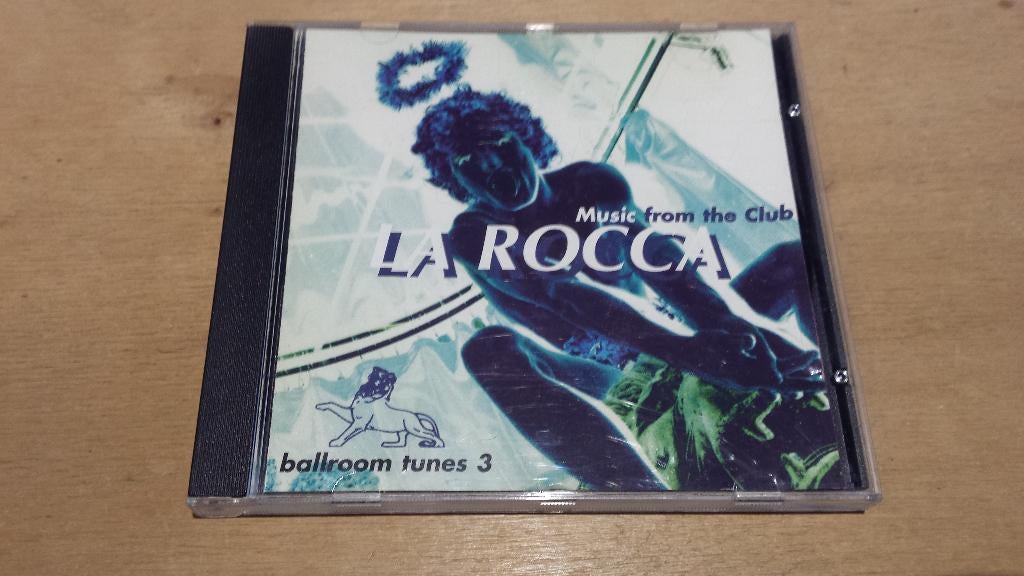 Music from the Club
LA ROCCA
ballroom tunes 3